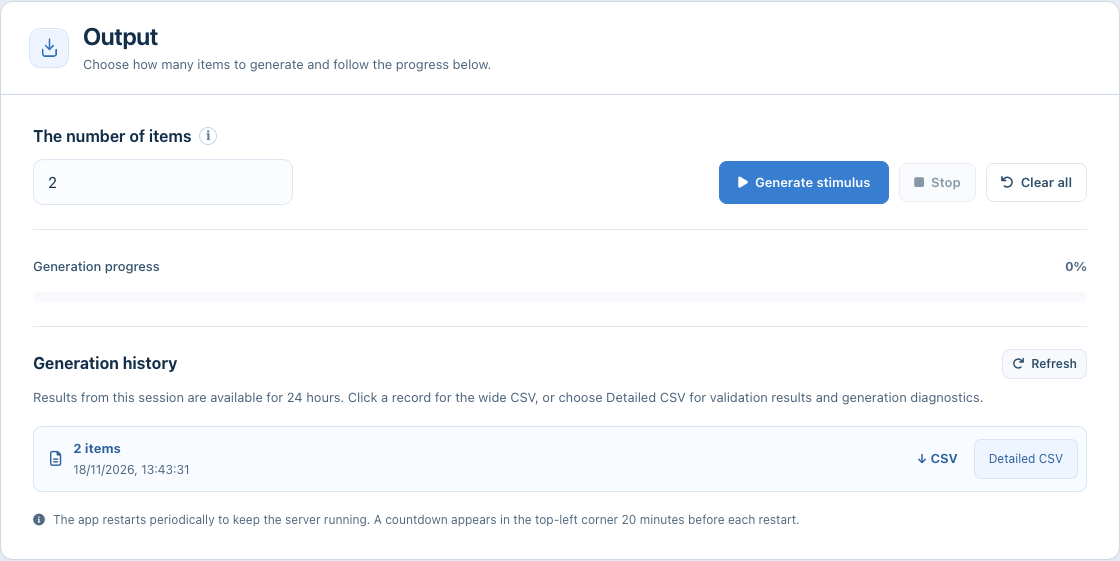 Output
Choose how many items to generate and follow the progress below.
The number of items
2
Generate stimulus
Stop
Clear all
Generation progress
0%
Generation history
Refresh
Results from this session are available for 24 hours. Click a record for the wide CSV, or choose Detailed CSV for validation results and generation diagnostics.
2 items
18/11/2026, 13:43:31
CSV
Detailed CSV
The app restarts periodically to keep the server running. A countdown appears in the top-left corner 20 minutes before each restart.